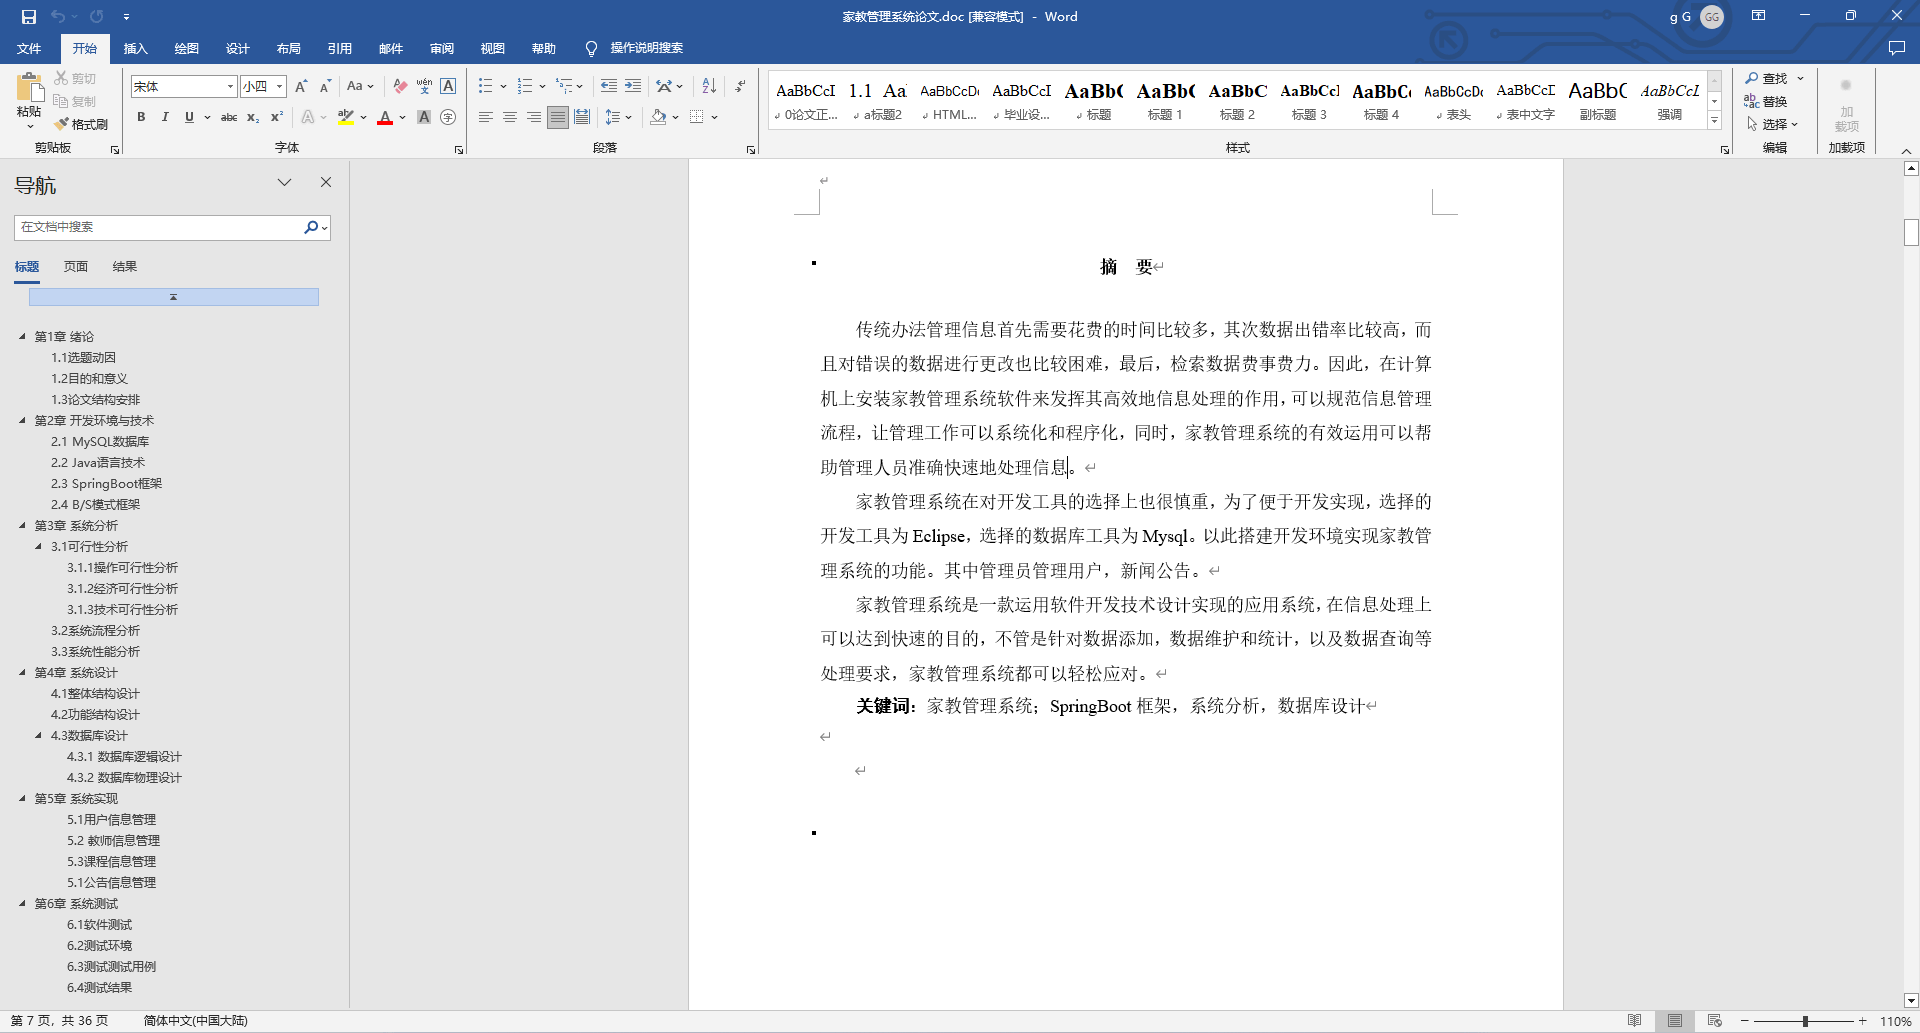 家教管理系统论文.doc [兼容模式] - Word
g G
GG
文件 开始 插入 绘图 设计 布局 引用 邮件 审阅 视图 帮助 操作说明搜索
粘贴
剪切
复制
格式刷
剪贴板
宋体 小四
字体
段落
AaBbCcI 1.1 Aal AaBbCcDc AaBbCcI AaBbC AaBbC AaBbC AaBbCcI AaBbCc AaBbCcDc AaBbCcI AaBbC AaBbCcL
0论文正... a标题2 HTML... 毕业设... 标题 标题 1 标题 2 标题 3 标题 4 表头 表中文字 副标题 强调
样式
查找
替换
选择
编辑
加
载项
加载项
导航
在文档中搜索
标题 页面 结果
第1章 绪论
1.1选题动因
1.2目的和意义
1.3论文结构安排
第2章 开发环境与技术
2.1 MySQL数据库
2.2 Java语言技术
2.3 SpringBoot框架
2.4 B/S模式框架
第3章 系统分析
3.1可行性分析
3.1.1操作可行性分析
3.1.2经济可行性分析
3.1.3技术可行性分析
3.2系统流程分析
3.3系统性能分析
第4章 系统设计
4.1整体结构设计
4.2功能结构设计
4.3数据库设计
4.3.1 数据库逻辑设计
4.3.2 数据库物理设计
第5章 系统实现
5.1用户信息管理
5.2 教师信息管理
5.3课程信息管理
5.1公告信息管理
第6章 系统测试
6.1软件测试
6.2测试环境
6.3测试测试用例
6.4测试结果
摘 要
传统办法管理信息首先需要花费的时间比较多，其次数据出错率比较高，而
且对错误的数据进行更改也比较困难，最后，检索数据费事费力。因此，在计算
机上安装家教管理系统软件来发挥其高效地信息处理的作用，可以规范信息管理
流程，让管理工作可以系统化和程序化，同时，家教管理系统的有效运用可以帮
助管理人员准确快速地处理信息。
家教管理系统在对开发工具的选择上也很慎重，为了便于开发实现，选择的
开发工具为 Eclipse，选择的数据库工具为 Mysql。以此搭建开发环境实现家教管
理系统的功能。其中管理员管理用户，新闻公告。
家教管理系统是一款运用软件开发技术设计实现的应用系统，在信息处理上
可以达到快速的目的，不管是针对数据添加，数据维护和统计，以及数据查询等
处理要求，家教管理系统都可以轻松应对。
关键词：家教管理系统；SpringBoot 框架，系统分析，数据库设计
第 7 页，共 36 页 简体中文(中国大陆) 110%